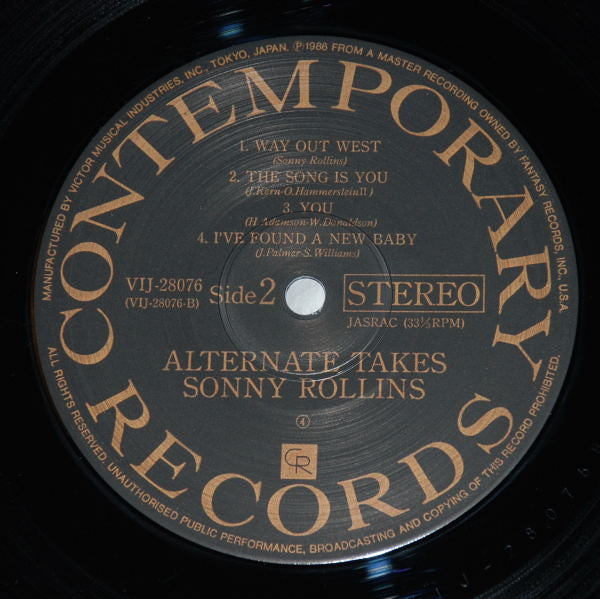 MANUFACTURED BY VICTOR MUSICAL INDUSTRIES, INC., TOKYO, JAPAN. Ⓟ1986 FROM A MASTER RECORDING OWNED BY FANTASY RECORDS, INC., U.S.A
CONTEMPORARY
1. WAY OUT WEST
(Sonny Rollins)
2. THE SONG IS YOU
(J.Kern-O.HammersteinII)
3. YOU
(H.Adamson-W.Donaldson)
4. I'VE FOUND A NEW BABY
(J.Palmer-S.Williams)
VIJ-28076
(VIJ-28076-B)
Side 2
STEREO
JASRAC (33⅓RPM)
ALTERNATE TAKES
SONNY ROLLINS
④
CR
RECORDS
ALL RIGHTS RESERVED. UNAUTHORISED PUBLIC PERFORMANCE, BROADCASTING AND COPYING OF THIS RECORD PROHIBITED.